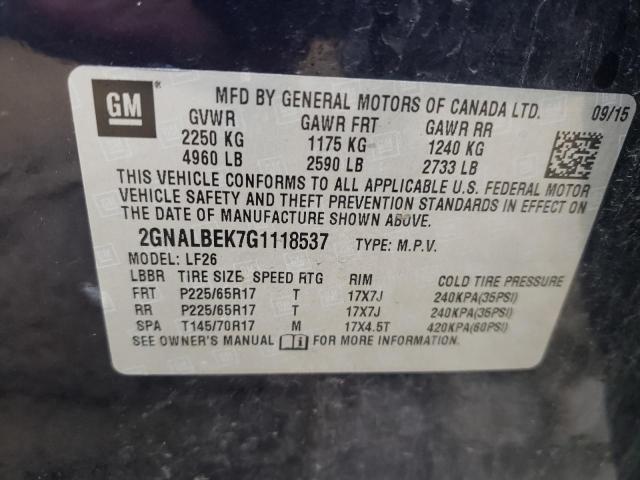 GM
MFD BY GENERAL MOTORS OF CANADA LTD. 09/15
GVWR GAWR FRT GAWR RR
2250 KG 1175 KG 1240 KG
4960 LB 2590 LB 2733 LB
THIS VEHICLE CONFORMS TO ALL APPLICABLE U.S. FEDERAL MOTOR
VEHICLE SAFETY AND THEFT PREVENTION STANDARDS IN EFFECT ON
THE DATE OF MANUFACTURE SHOWN ABOVE.
2GNALBEK7G1118537 TYPE: M.P.V.
MODEL: LF26
LBBR TIRE SIZE SPEED RTG RIM COLD TIRE PRESSURE
FRT P225/65R17 T 17X7J 240KPA(35PSI)
RR P225/65R17 T 17X7J 240KPA(35PSI)
SPA T145/70R17 M 17X4.5T 420KPA(60PSI)
SEE OWNER'S MANUAL FOR MORE INFORMATION.